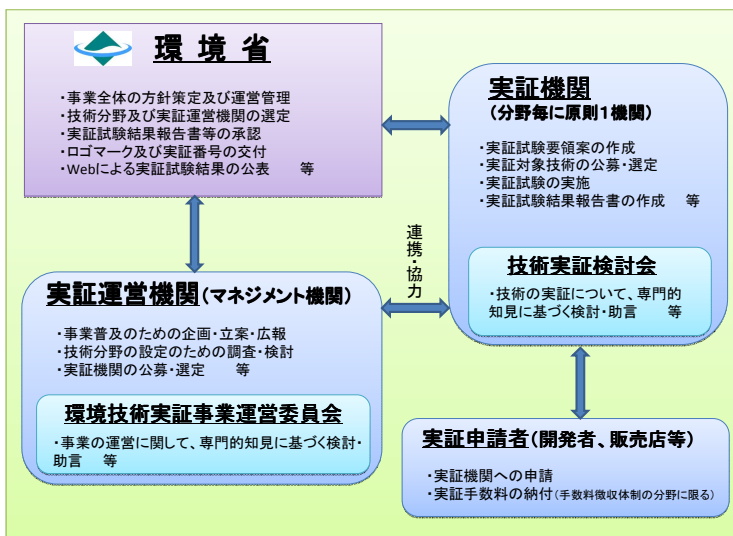 環境省
・事業全体の方針策定及び運営管理
・技術分野及び実証運営機関の選定
・実証試験結果報告書等の承認
・ロゴマーク及び実証番号の交付
・Webによる実証試験結果の公表　等
実証機関
(分野毎に原則1機関)
・実証試験要領案の作成
・実証対象技術の公募・選定
・実証試験の実施
・実証試験結果報告書の作成　等
技術実証検討会
・技術の実証について、専門的
知見に基づく検討・助言　等
連携・協力
実証運営機関(マネジメント機関)
・事業普及のための企画・立案・広報
・技術分野の設定のための調査・検討
・実証機関の公募・選定　等
環境技術実証事業運営委員会
・事業の運営に関して、専門的知見に基づく検討・
助言　等
実証申請者(開発者、販売店等)
・実証機関への申請
・実証手数料の納付(手数料徴収体制の分野に限る)